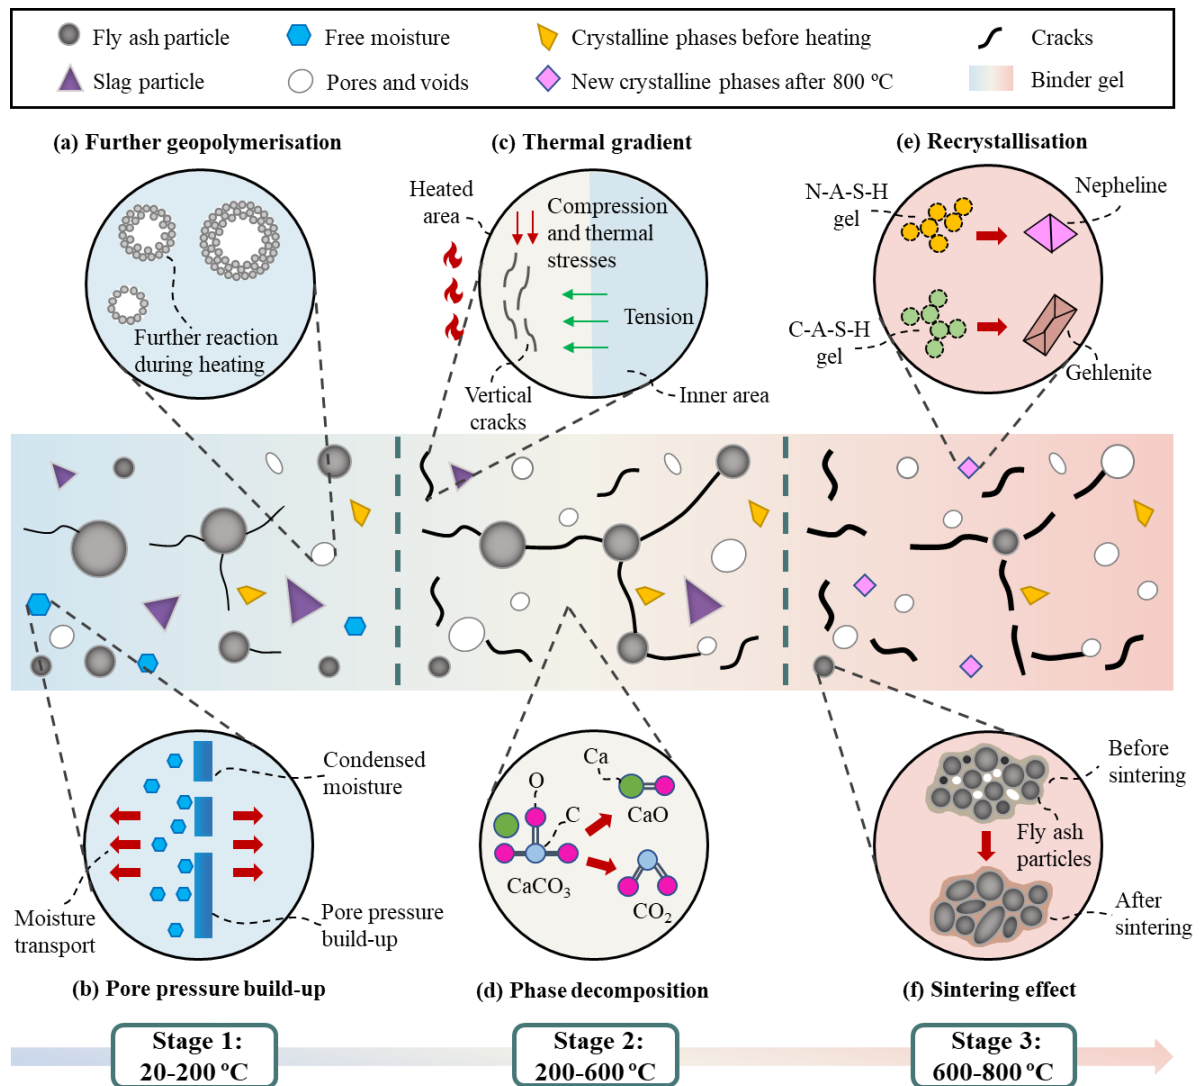 Fly ash particle
Free moisture
Crystalline phases before heating
Cracks
Slag particle
Pores and voids
New crystalline phases after 800 ºC
Binder gel
(a) Further geopolymerisation
(c) Thermal gradient
(e) Recrystallisation
Further reaction
during heating
Heated
area
Compression
and thermal
stresses
Tension
Vertical
cracks
Inner area
N-A-S-H
gel
Nepheline
C-A-S-H
gel
Gehlenite
Condensed
moisture
Moisture
transport
Pore pressure
build-up
O
C
Ca
CaO
CaCO₃
CO₂
Before
sintering
Fly ash
particles
After
sintering
(b) Pore pressure build-up
(d) Phase decomposition
(f) Sintering effect
Stage 1:
20-200 ºC
Stage 2:
200-600 ºC
Stage 3:
600-800 ºC